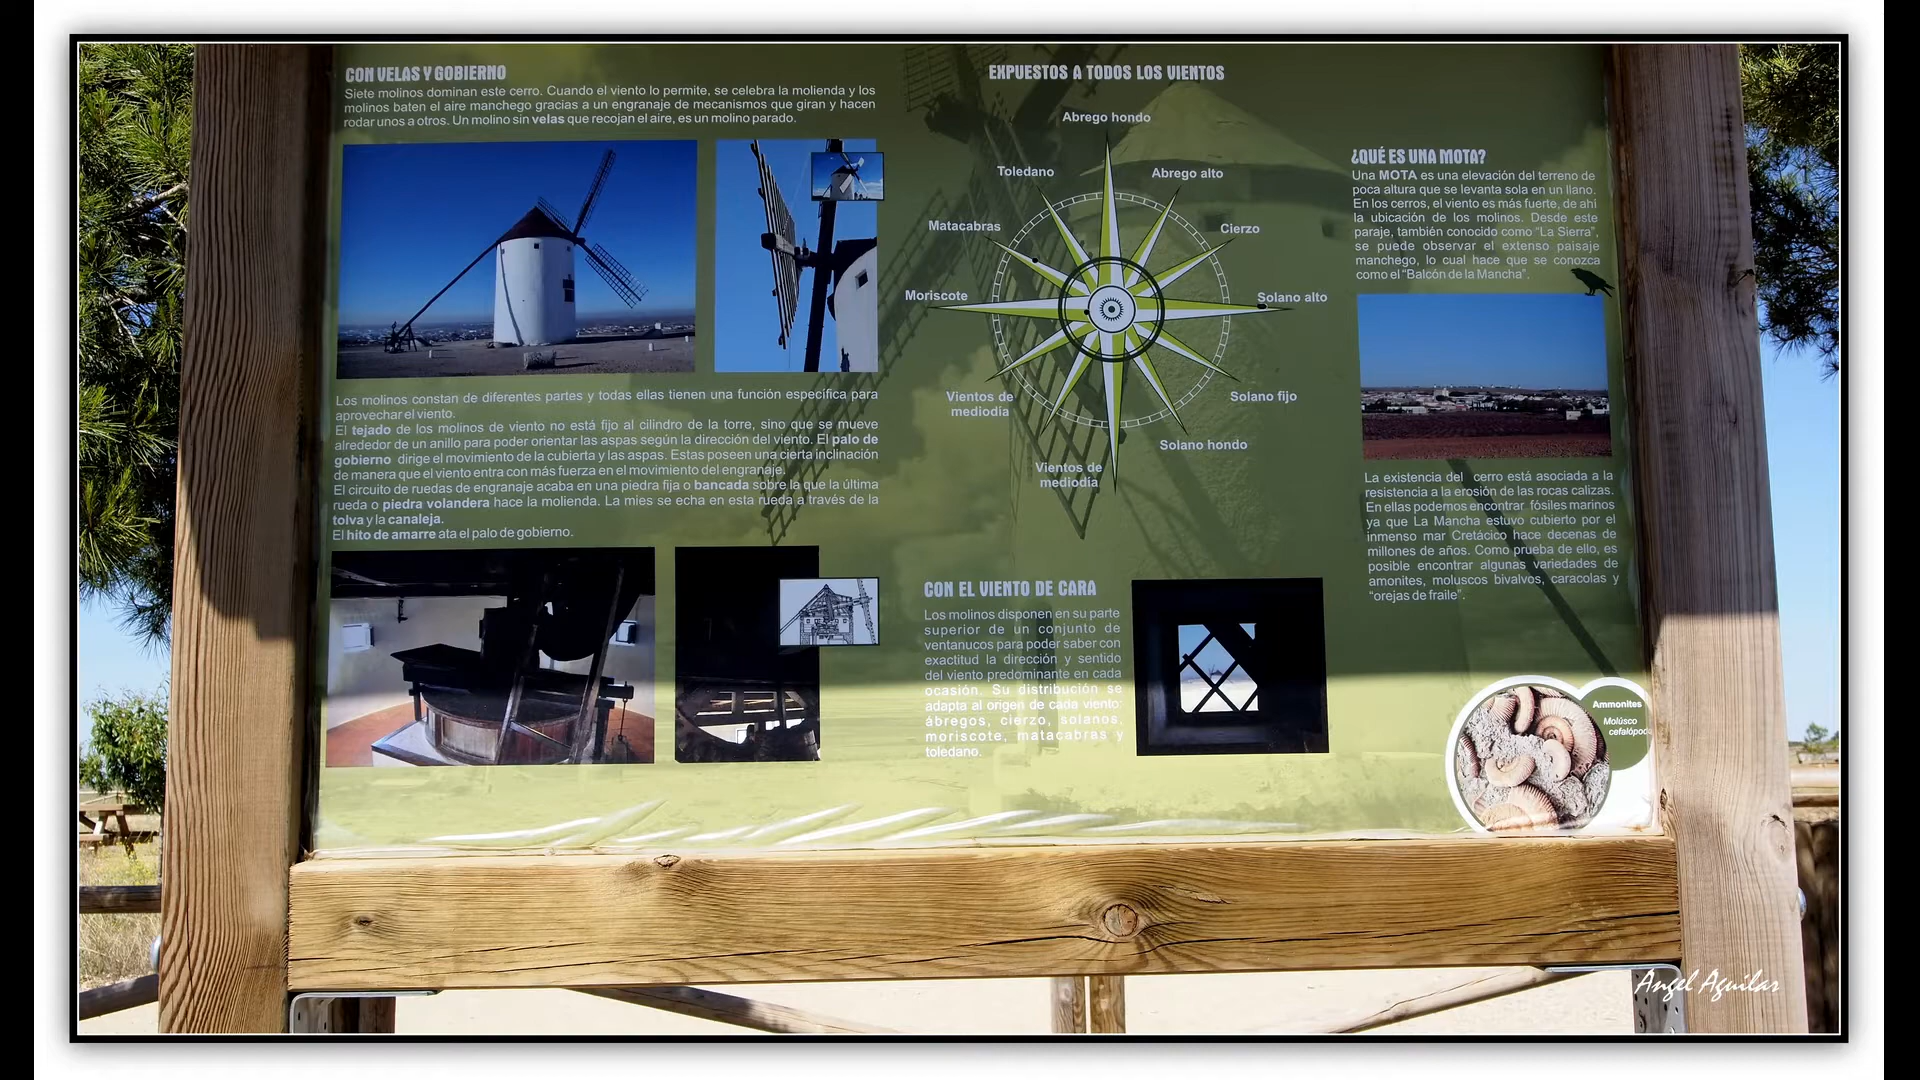 CON VELAS Y GOBIERNO
Siete molinos dominan este cerro. Cuando el viento lo permite, se celebra la molienda y los
molinos baten el aire manchego gracias a un engranaje de mecanismos que giran y hacen
rodar unos a otros. Un molino sin velas que recojan el aire, es un molino parado.
Los molinos constan de diferentes partes y todas ellas tienen una función específica para
aprovechar el viento.
El tejado de los molinos de viento no está fijo al cilindro de la torre, sino que se mueve
alrededor de un anillo para poder orientar las aspas según la dirección del viento. El palo de
gobierno dirige el movimiento de la cubierta y las aspas. Estas poseen una cierta inclinación
de manera que el viento entra con más fuerza en el movimiento del engranaje.
El circuito de ruedas de engranaje acaba en una piedra fija o bancada sobre la que la última
rueda o piedra volandera hace la molienda. La mies se echa en esta rueda a través de la
tolva y la canaleja.
El hito de amarre ata el palo de gobierno.
EXPUESTOS A TODOS LOS VIENTOS
Abrego hondo
Toledano
Abrego alto
Matacabras
Cierzo
Moriscote
Solano alto
Vientos de
mediodía
Solano fijo
Solano hondo
Vientos de
mediodía
CON EL VIENTO DE CARA
Los molinos disponen en su parte
superior de un conjunto de
ventanucos para poder saber con
exactitud la dirección y sentido
del viento predominante en cada
ocasión. Su distribución se
adapta al origen de cada viento:
ábregos, cierzo, solanos,
moriscote, matacabras y
toledano.
¿QUÉ ES UNA MOTA?
Una MOTA es una elevación del terreno de
poca altura que se levanta sola en un llano.
En los cerros, el viento es más fuerte, de ahí
la ubicación de los molinos. Desde este
paraje, también conocido como "La Sierra",
se puede observar el extenso paisaje
manchego, lo cual hace que se conozca
como el "Balcón de la Mancha".
La existencia del cerro está asociada a la
resistencia a la erosión de las rocas calizas.
En ellas podemos encontrar fósiles marinos
ya que La Mancha estuvo cubierto por el
inmenso mar Cretácico hace decenas de
millones de años. Como prueba de ello, es
posible encontrar algunas variedades de
amonites, moluscos bivalvos, caracolas y
"orejas de fraile".
Ammonites
Molúsco
cefalópodo
Angel Aguilar